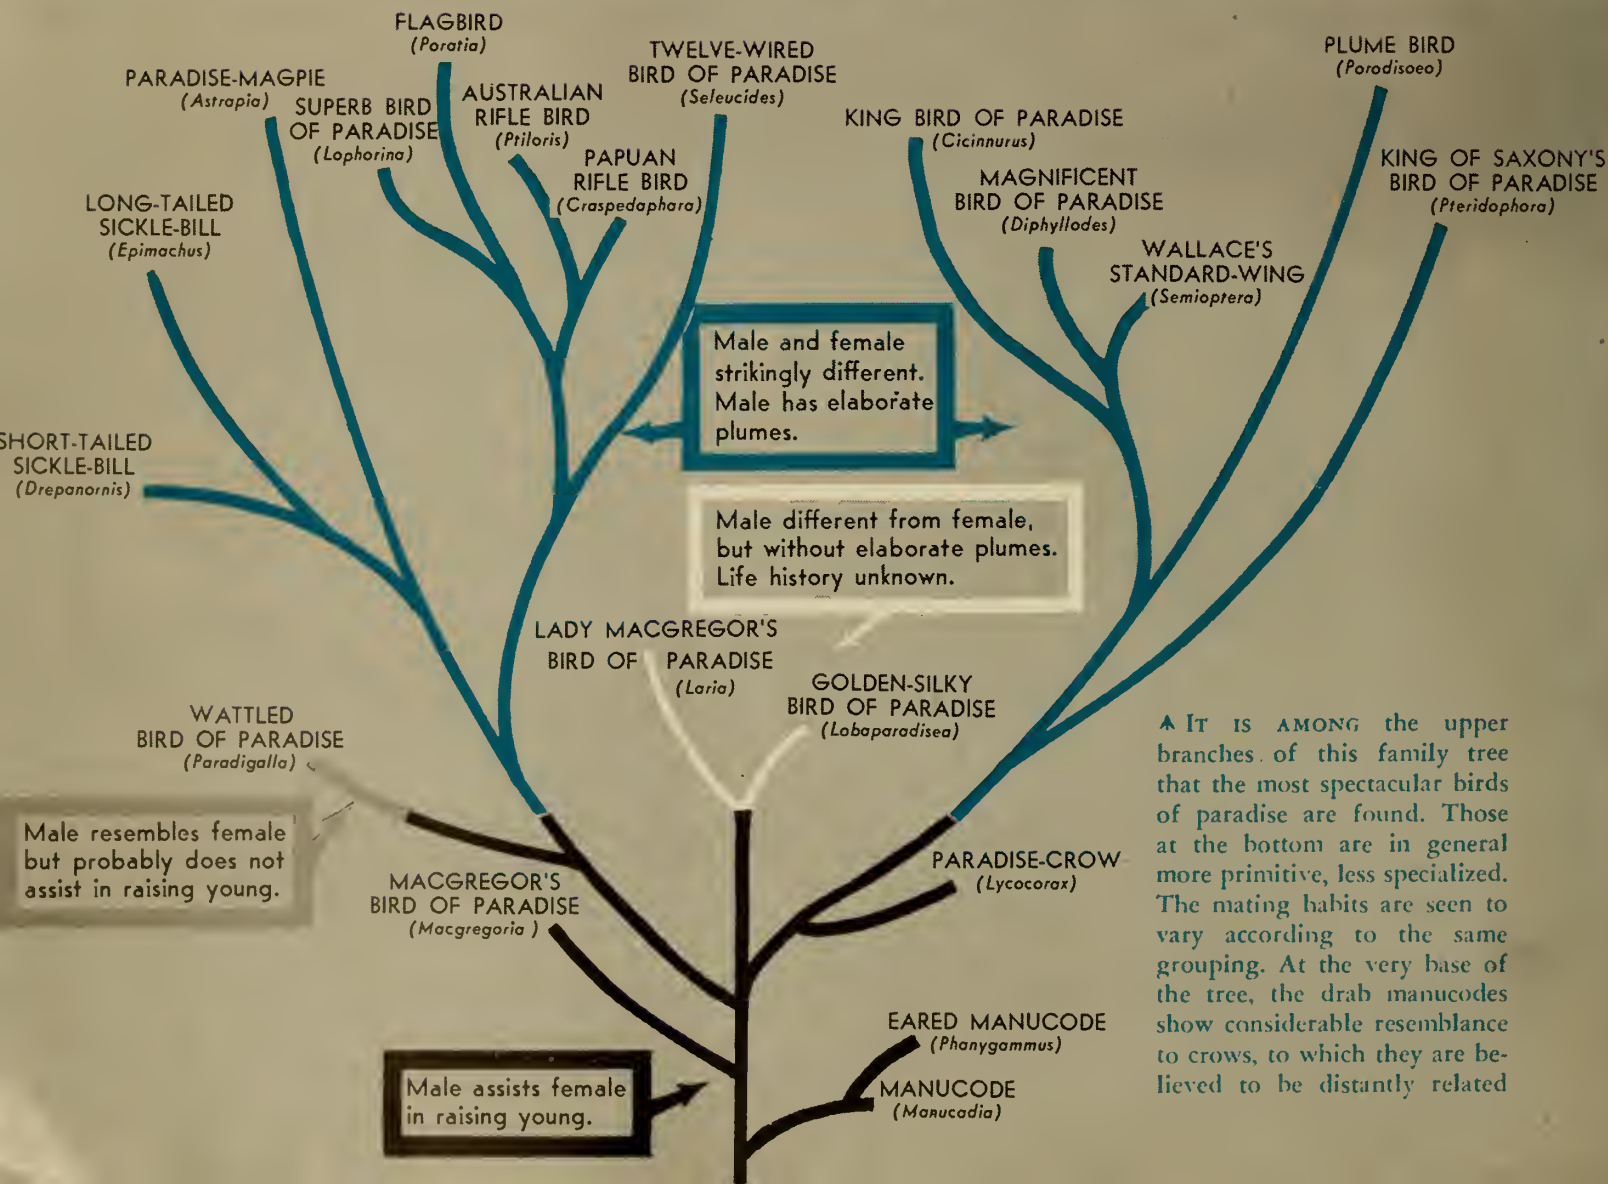 FLAGBIRD
(Poratia)
TWELVE-WIRED
BIRD OF PARADISE
(Seleucides)
PLUME BIRD
(Porodisoeo)
PARADISE-MAGPIE
(Astrapia)
SUPERB BIRD
OF PARADISE
(Lophorina)
AUSTRALIAN
RIFLE BIRD
(Ptiloris)
PAPUAN
RIFLE BIRD
(Craspedaphara)
KING BIRD OF PARADISE
(Cicinnurus)
MAGNIFICENT
BIRD OF PARADISE
(Diphyllodes)
KING OF SAXONY'S
BIRD OF PARADISE
(Pteridophora)
LONG-TAILED
SICKLE-BILL
(Epimachus)
WALLACE'S
STANDARD-WING
(Semioptera)
Male and female
strikingly different.
Male has elaborate
plumes.
SHORT-TAILED
SICKLE-BILL
(Drepanornis)
Male different from female,
but without elaborate plumes.
Life history unknown.
LADY MACGREGOR'S
BIRD OF PARADISE
(Laria)
GOLDEN-SILKY
BIRD OF PARADISE
(Lobaparadisea)
WATTLED
BIRD OF PARADISE
(Paradigalla)
Male resembles female
but probably does not
assist in raising young.
MACGREGOR'S
BIRD OF PARADISE
(Macgregoria)
PARADISE-CROW
(Lycocorax)
EARED MANUCODE
(Phanygammus)
MANUCODE
(Manucadia)
Male assists female
in raising young.
IT IS AMONG the upper
branches of this family tree
that the most spectacular birds
of paradise are found. Those
at the bottom are in general
more primitive, less specialized.
The mating habits are seen to
vary according to the same
grouping. At the very base of
the tree, the drab manucodes
show considerable resemblance
to crows, to which they are be-
lieved to be distantly related